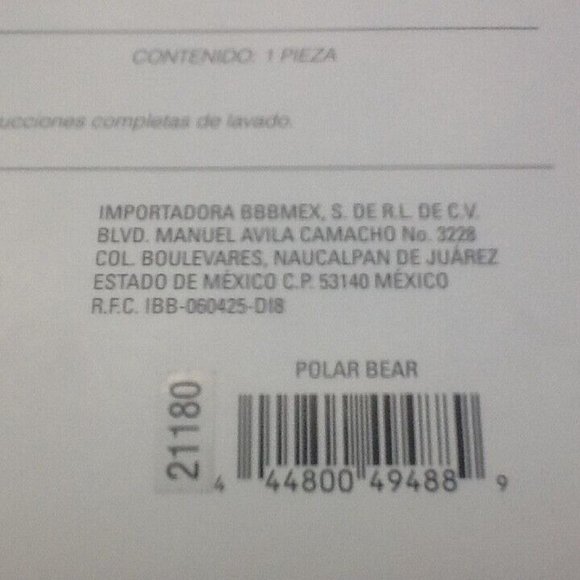 CONTENIDO: 1 PIEZA
completas de lavado.
IMPORTADORA BBBMEX, S. DE R.L. DE C.V.
BLVD. MANUEL AVILA CAMACHO No. 3228
COL. BOULEVARES, NAUCALPAN DE JUÁREZ
ESTADO DE MÉXICO C.P. 53140 MÉXICO
R.F.C. IBB-060425-DI8
POLAR BEAR
21180
4 44800 49488 9